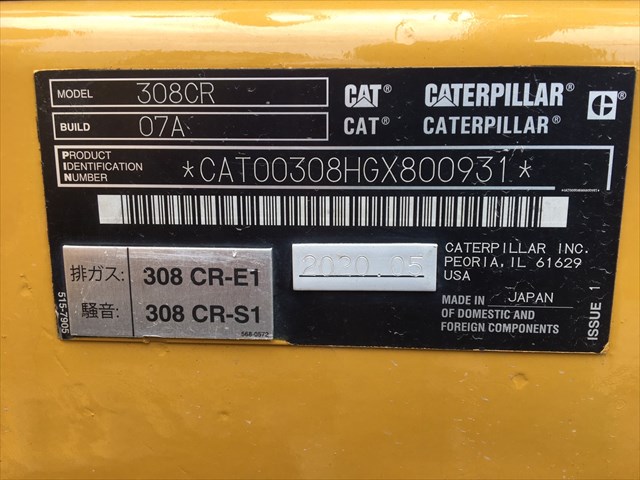 MODEL 308CR CAT CATERPILLAR®
BUILD 07A CAT® CATERPILLAR®
PRODUCT
IDENTIFICATION
NUMBER
*CAT00308HGX800931*
排ガス: 308 CR-E1
騒音: 308 CR-S1
568-0572
515-7905
2020.05
CATERPILLAR INC.
PEORIA, IL 61629
USA
MADE IN JAPAN
OF DOMESTIC AND
FOREIGN COMPONENTS
ISSUE 1